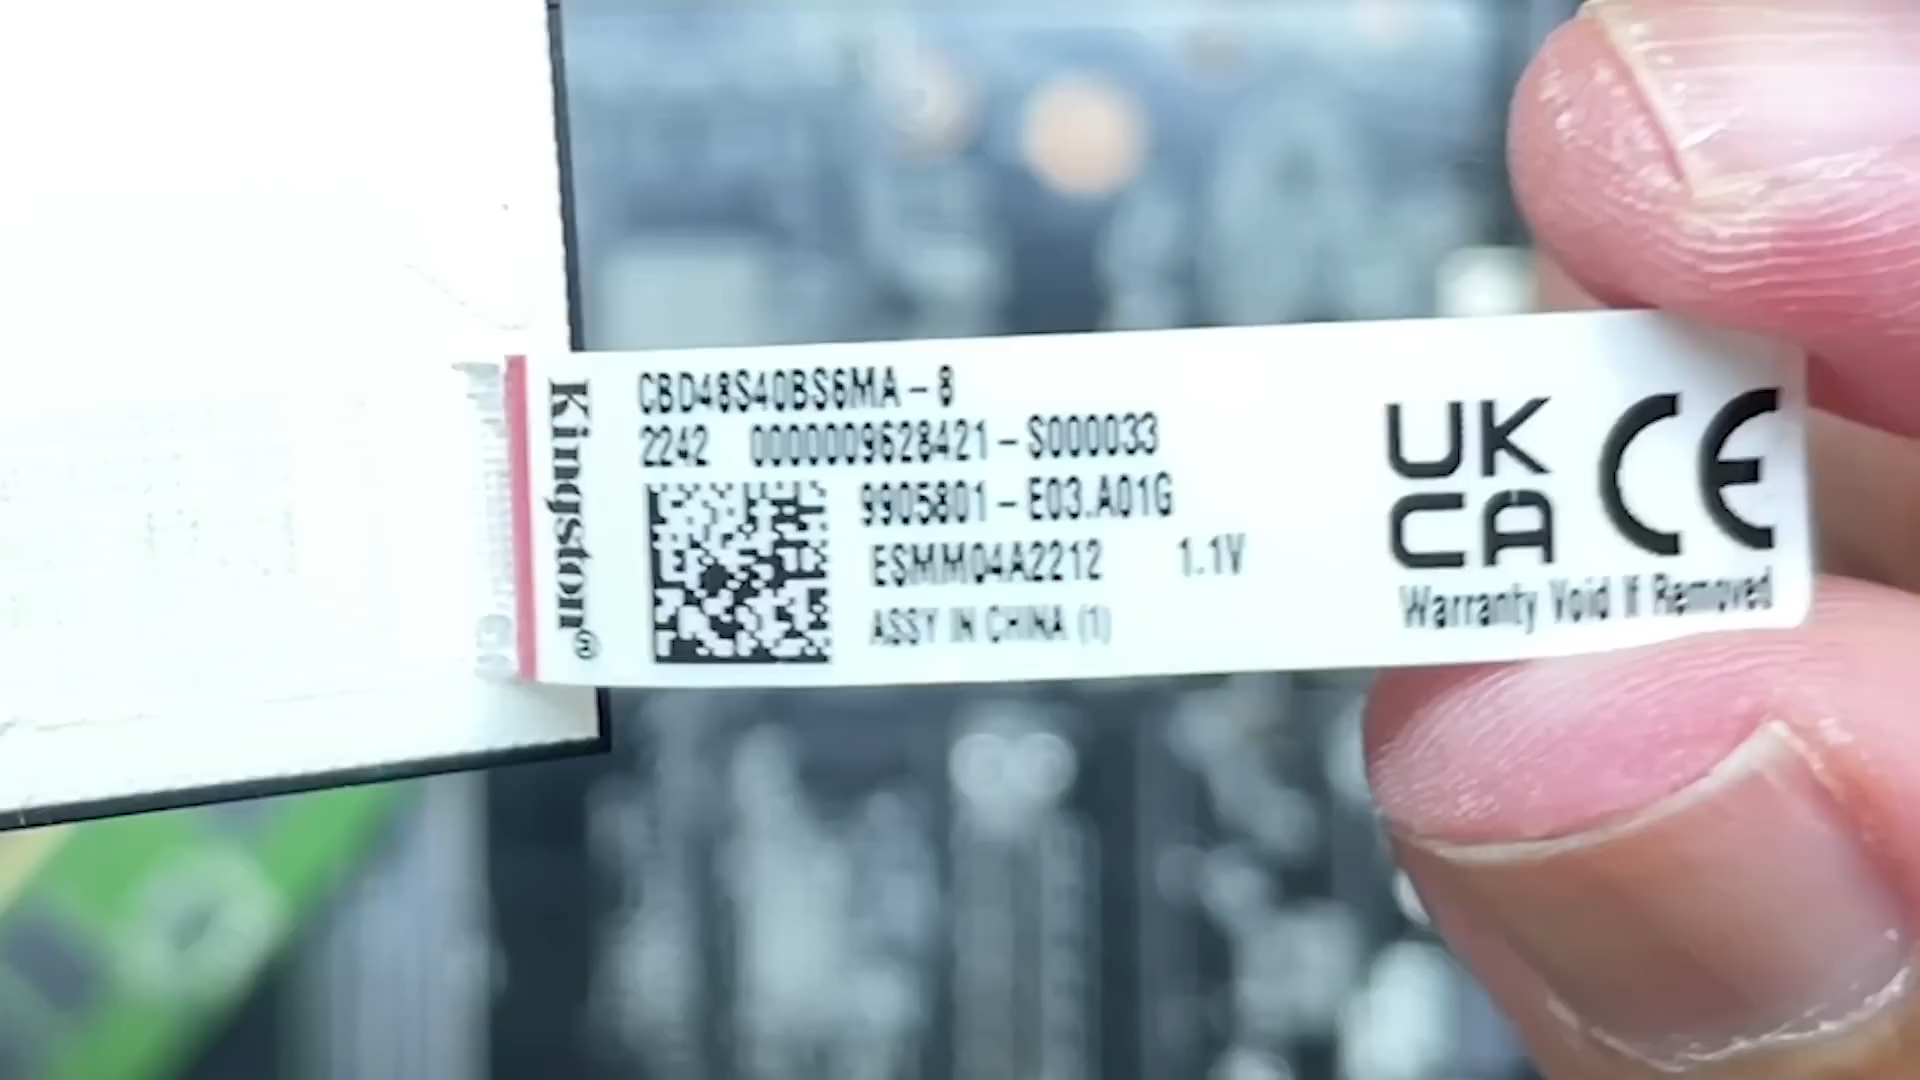 Kingston®
CBD48S40BS6MA-8
2242 0000009628421-S000033
9905801-E03.A01G
ESMM04A2212 1.1V
ASSY IN CHINA (1)
UK
CA
CE
Warranty Void If Removed